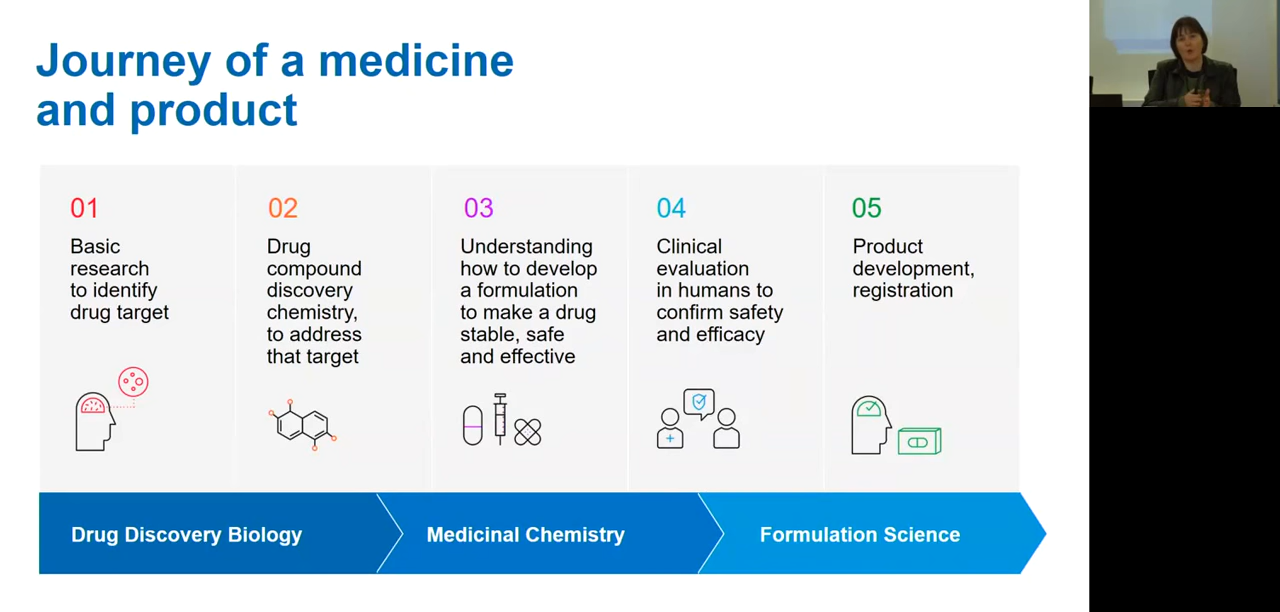 Journey of a medicine
and product
01
Basic
research
to identify
drug target
02
Drug
compound
discovery
chemistry,
to address
that target
03
Understanding
how to develop
a formulation
to make a drug
stable, safe
and effective
04
Clinical
evaluation
in humans to
confirm safety
and efficacy
05
Product
development,
registration
Drug Discovery Biology
Medicinal Chemistry
Formulation Science